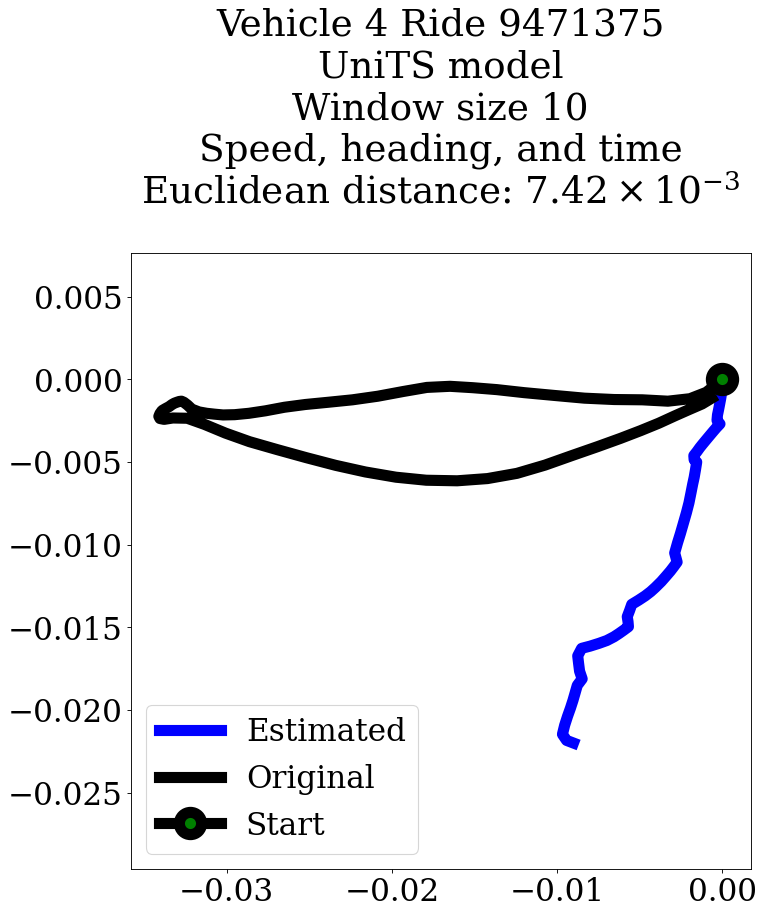 Vehicle 4 Ride 9471375
UniTS model
Window size 10
Speed, heading, and time
Euclidean distance: 7.42 × 10⁻³
0.005
0.000
−0.005
−0.010
−0.015
−0.020
−0.025
Estimated
Original
Start
−0.03
−0.02
−0.01
0.00